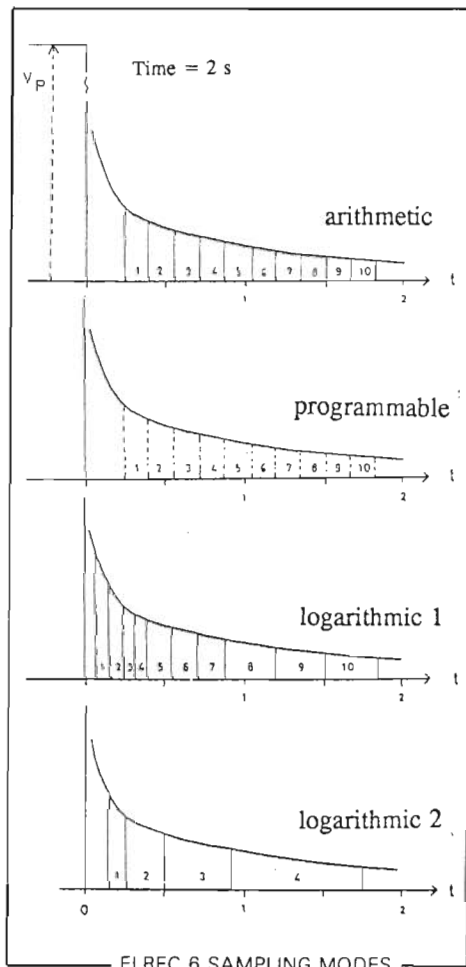 Time = 2 s
V P
arithmetic
1 2 3 4 5 6 7 8 9 10 t
1 2
programmable
1 2 3 4 5 6 7 8 9 10 t
1 2
logarithmic 1
1 2 3 4 5 6 7 8 9 10 t
0 1 2
logarithmic 2
1 2 3 4 t
0 1 2
ELREC 6 SAMPLING MODES